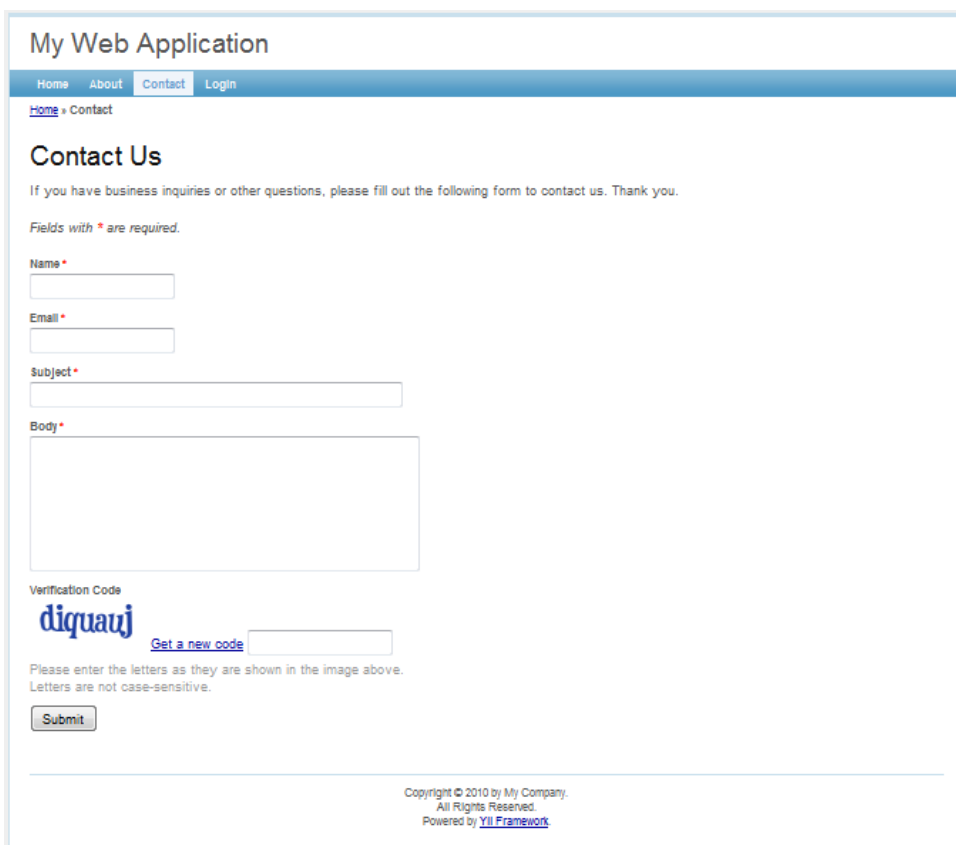 My Web Application
Home About Contact Login
Home » Contact
Contact Us
If you have business inquiries or other questions, please fill out the following form to contact us. Thank you.
Fields with * are required.
Name *
Email *
Subject *
Body *
Verification Code
diquauj
Get a new code
Please enter the letters as they are shown in the image above.
Letters are not case-sensitive.
Submit
Copyright © 2010 by My Company.
All Rights Reserved.
Powered by Yii Framework.